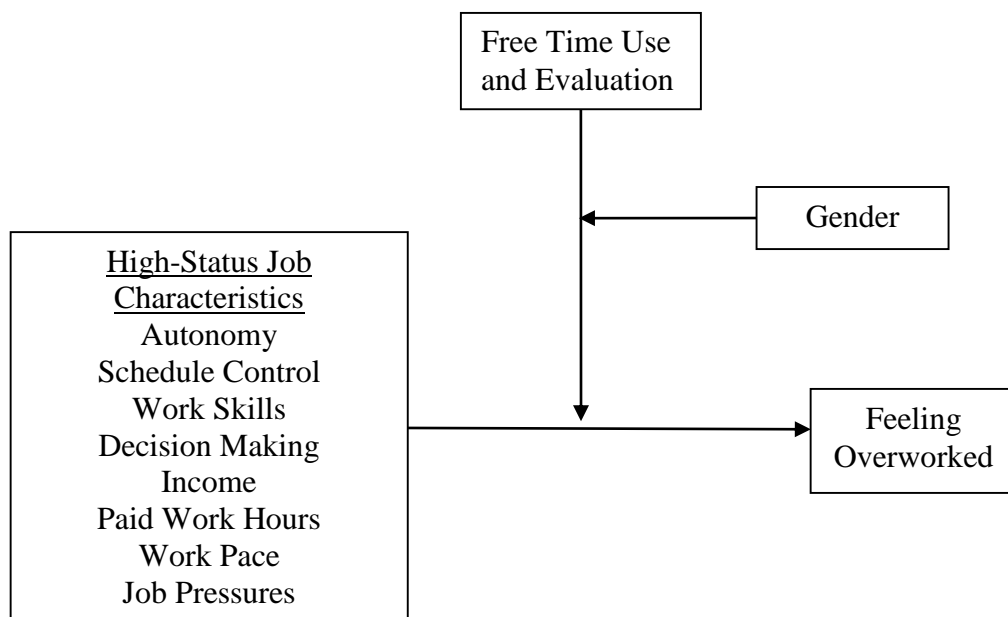 Free Time Use
and Evaluation
Gender
High-Status Job
Characteristics
Autonomy
Schedule Control
Work Skills
Decision Making
Income
Paid Work Hours
Work Pace
Job Pressures
Feeling
Overworked